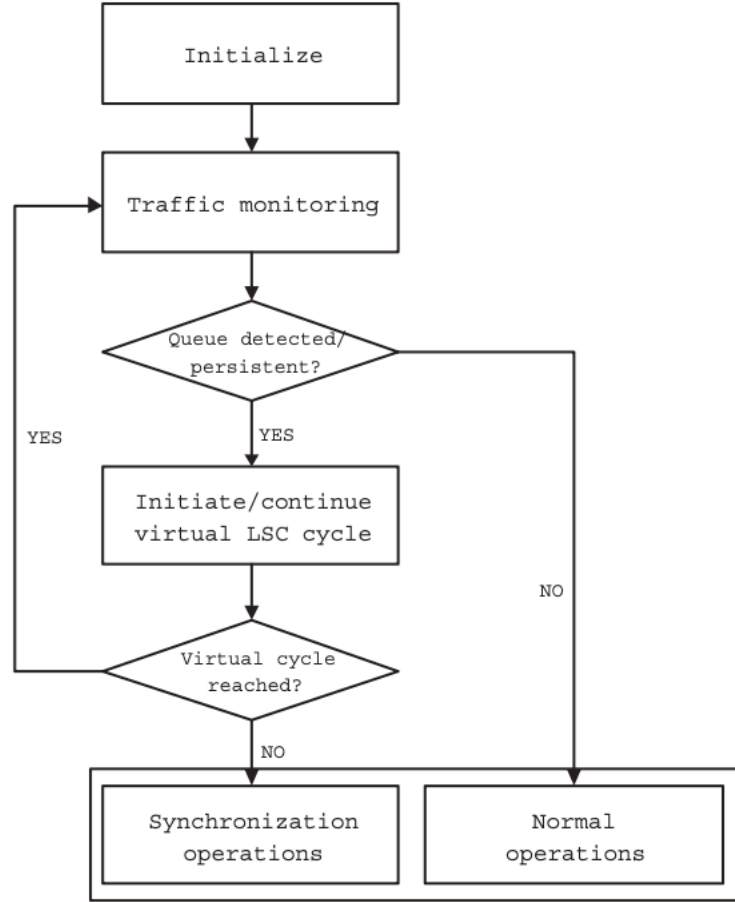 Initialize
Traffic monitoring
Queue detected/
persistent?
YES
YES
Initiate/continue
virtual LSC cycle
NO
Virtual cycle
reached?
NO
Synchronization
operations
Normal
operations